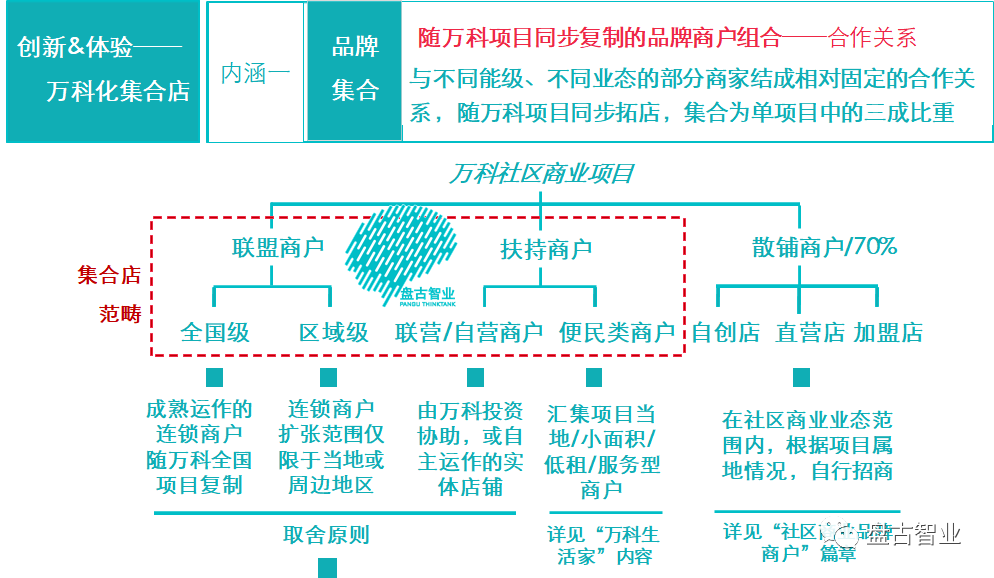 创新&体验——
万科化集合店
内涵一
品牌
集合
随万科项目同步复制的品牌商户组合——合作关系
与不同能级、不同业态的部分商家结成相对固定的合作关
系，随万科项目同步拓店，集合为单项目中的三成比重
万科社区商业项目
集合店
范畴
联盟商户
扶持商户
散铺商户/70%
盘古智业
PANGU THINKTANK
全国级
区域级
联营/自营商户
便民类商户
自创店
直营店
加盟店
成熟运作的
连锁商户
随万科全国
项目复制
连锁商户
扩张范围仅
限于当地或
周边地区
由万科投资
协助，或自
主运作的实
体店铺
汇集项目当
地/小面积/
低租/服务型
商户
在社区商业业态范
围内，根据项目属
地情况，自行招商
取舍原则
详见“万科生
活家”内容
详见“社区
品牌
商户”篇章
盘古智业